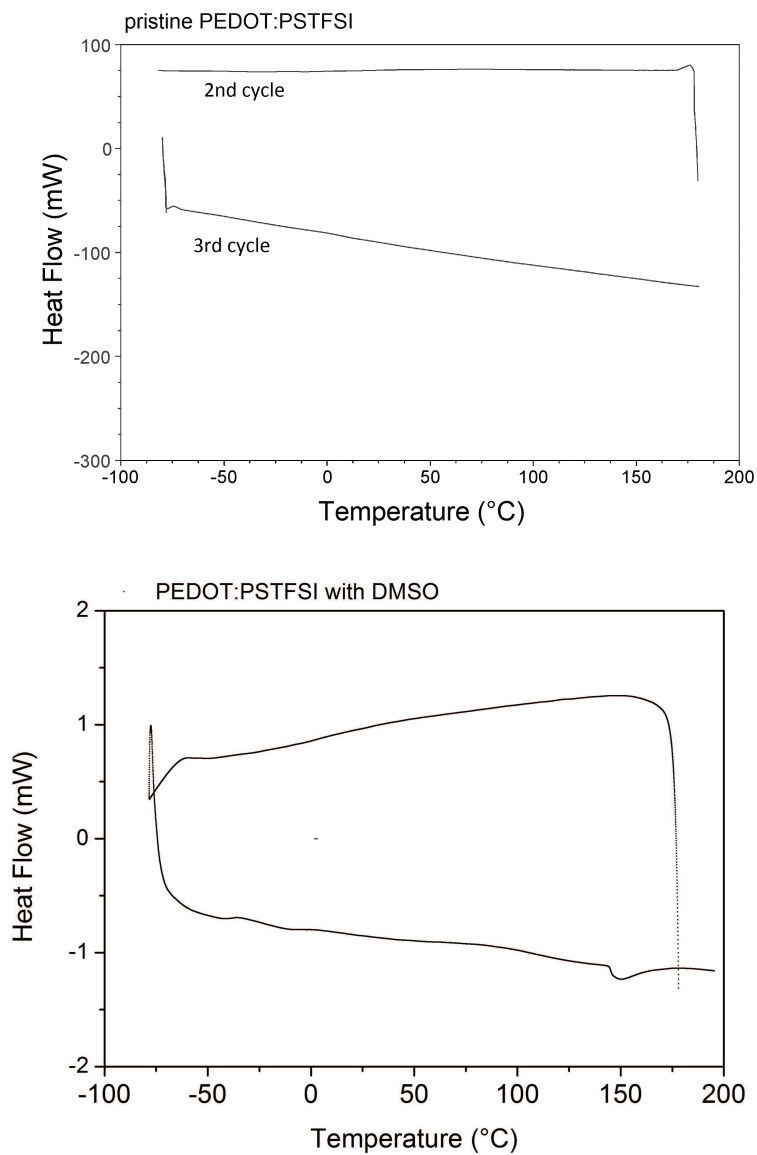 pristine PEDOT:PSTFSI
100
0
-100
-200
-300
Heat Flow (mW)
2nd cycle
3rd cycle
-100 -50 0 50 100 150 200
Temperature (°C)
PEDOT:PSTFSI with DMSO
2
1
0
-1
-2
Heat Flow (mW)
-100 -50 0 50 100 150 200
Temperature (°C)